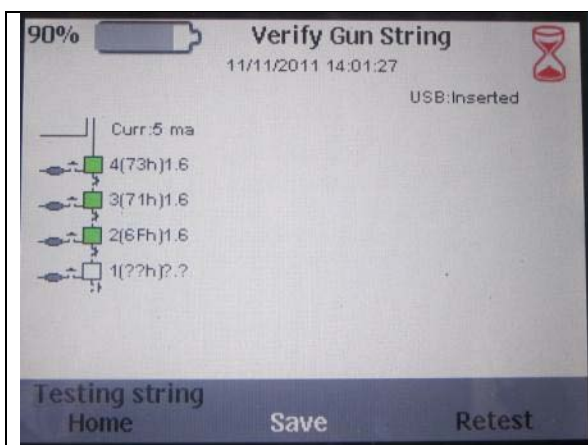 90% Verify Gun String
11/11/2011 14:01:27
USB:Inserted
Curr:5 ma
4(73h)1.6
3(71h)1.6
2(6Fh)1.6
1(??h)?.?
Testing string
Home Save Retest